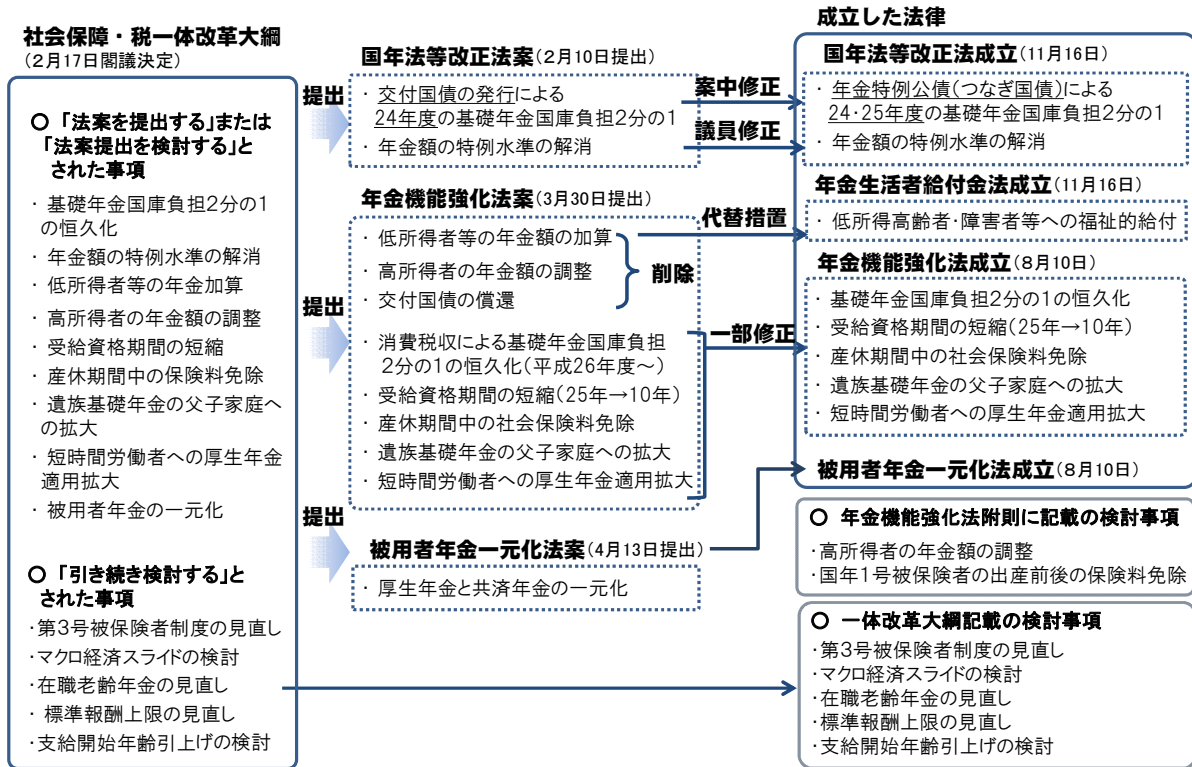 社会保障・税一体改革大綱
(2月17日閣議決定)
〇 「法案を提出する」または
「法案提出を検討する」と
された事項
・ 基礎年金国庫負担2分の1
の恒久化
・ 年金額の特例水準の解消
・ 低所得者等の年金加算
・ 高所得者の年金額の調整
・ 受給資格期間の短縮
・ 産休期間中の保険料免除
・ 遺族基礎年金の父子家庭へ
の拡大
・ 短時間労働者への厚生年金
適用拡大
・ 被用者年金の一元化
〇 「引き続き検討する」と
された事項
・第3号被保険者制度の見直し
・マクロ経済スライドの検討
・在職老齢年金の見直し
・ 標準報酬上限の見直し
・支給開始年齢引上げの検討
提出
提出
提出
国年法等改正法案(2月10日提出)
・ 交付国債の発行による
24年度の基礎年金国庫負担2分の1
・ 年金額の特例水準の解消
年金機能強化法案(3月30日提出)
・ 低所得者等の年金額の加算
・ 高所得者の年金額の調整
・ 交付国債の償還
削除
・ 消費税収による基礎年金国庫負担
2分の1の恒久化(平成26年度~)
・ 受給資格期間の短縮(25年→10年)
・ 産休期間中の社会保険料免除
・ 遺族基礎年金の父子家庭への拡大
・ 短時間労働者への厚生年金適用拡大
被用者年金一元化法案(4月13日提出)
・ 厚生年金と共済年金の一元化
案中修正
議員修正
代替措置
一部修正
成立した法律
国年法等改正法成立(11月16日)
・ 年金特例公債(つなぎ国債)による
24・25年度の基礎年金国庫負担2分の1
・ 年金額の特例水準の解消
年金生活者給付金法成立(11月16日)
・ 低所得高齢者・障害者等への福祉的給付
年金機能強化法成立(8月10日)
・ 基礎年金国庫負担2分の1の恒久化
・ 受給資格期間の短縮(25年→10年)
・ 産休期間中の社会保険料免除
・ 遺族基礎年金の父子家庭への拡大
・ 短時間労働者への厚生年金適用拡大
被用者年金一元化法成立(8月10日)
〇 年金機能強化法附則に記載の検討事項
・高所得者の年金額の調整
・国年1号被保険者の出産前後の保険料免除
〇 一体改革大綱記載の検討事項
・第3号被保険者制度の見直し
・マクロ経済スライドの検討
・在職老齢年金の見直し
・標準報酬上限の見直し
・支給開始年齢引上げの検討